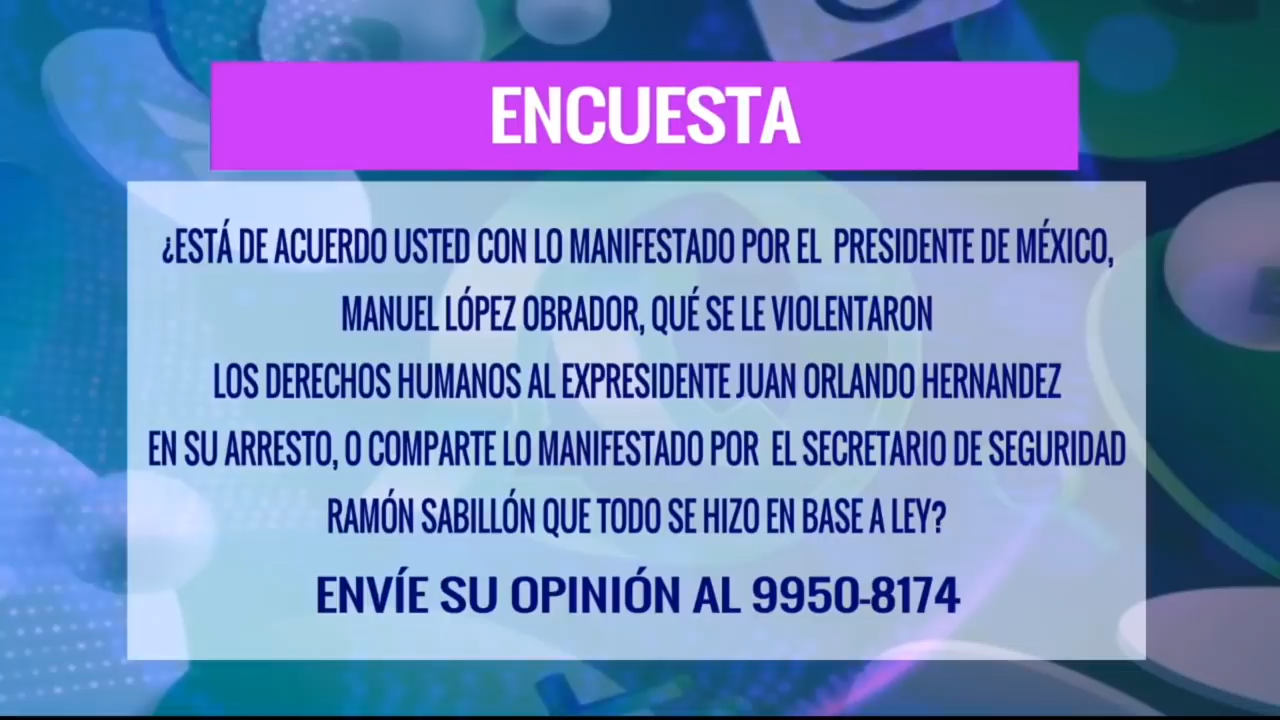 ENCUESTA
¿ESTÁ DE ACUERDO USTED CON LO MANIFESTADO POR EL PRESIDENTE DE MÉXICO,
MANUEL LÓPEZ OBRADOR, QUÉ SE LE VIOLENTARON
LOS DERECHOS HUMANOS AL EXPRESIDENTE JUAN ORLANDO HERNANDEZ
EN SU ARRESTO, O COMPARTE LO MANIFESTADO POR EL SECRETARIO DE SEGURIDAD
RAMÓN SABILLÓN QUE TODO SE HIZO EN BASE A LEY?
ENVÍE SU OPINIÓN AL 9950-8174